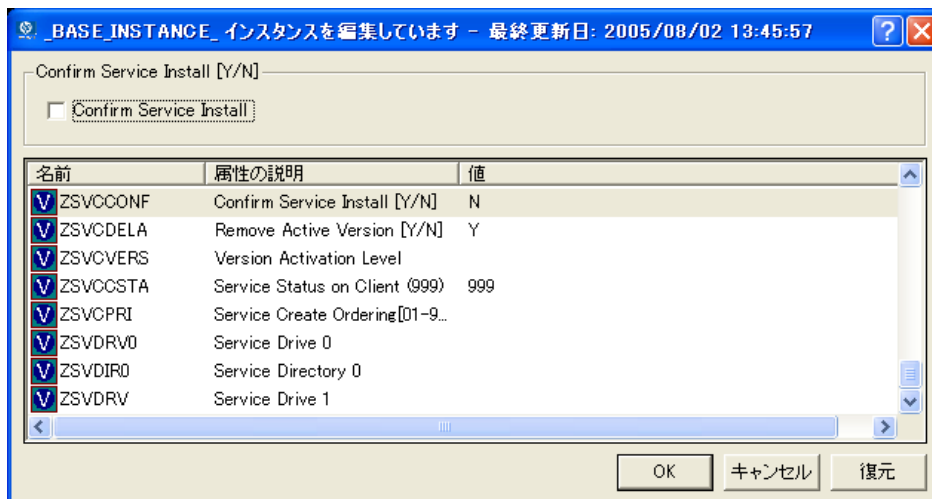 _BASE_INSTANCE_ インスタンスを編集しています - 最終更新日: 2005/08/02 13:45:57
Confirm Service Install [Y/N]
Confirm Service Install
名前 属性の説明 値
V ZSVCCONF Confirm Service Install [Y/N] N
V ZSVCDELA Remove Active Version [Y/N] Y
V ZSVCVERS Version Activation Level
V ZSVCCSTA Service Status on Client (999) 999
V ZSVCPRI Service Create Ordering[01-9...
V ZSVDRV0 Service Drive 0
V ZSVDIR0 Service Directory 0
V ZSVDRV Service Drive 1
OK キャンセル 復元